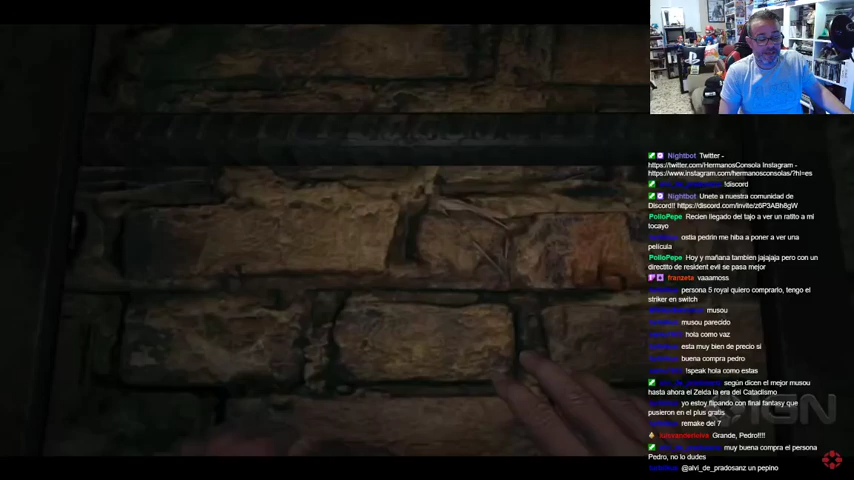 Nightbot Twitter -
https://twitter.com/HermanosConsola Instagram -
https://www.instagram.com/hermanosconsolas/?hl=es
!discord
Nightbot Unete a nuestra comunidad de
Discord!! https://discord.com/invite/z6P3ABh8gW
PolloPepe Recien llegado del tajo a ver un ratito a mi
tocayo
ostia pedrin me hiba a poner a ver una
pelicula
PolloPepe Hoy y mañana tambien jajajaja pero con un
directito de resident evil se pasa mejor
franzeta vaaamoss
persona 5 royal quiero comprarlo, tengo el
striker en switch
musou
musou parecido
hola como vaz
esta muy bien de precio si
buena compra pedro
!speak hola como estas
según dicen el mejor musou
hasta ahora el Zelda la era del Cataclismo
yo estoy flipando con final fantasy que
pusieron en el plus gratis
remake del 7
Grande, Pedro!!!!
muy buena compra el persona
Pedro, no lo dudes
@alvi_de_pradosanz un pepino
IGN